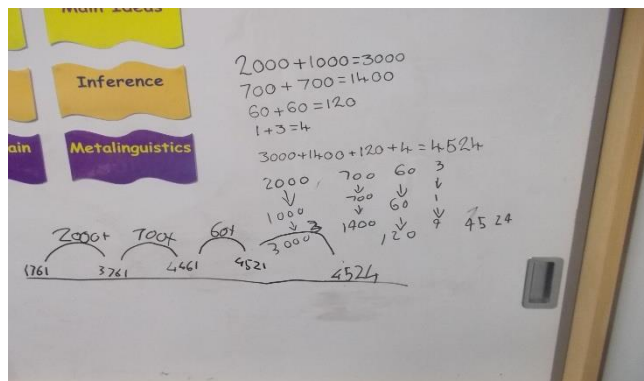 Main Ideas
Inference
ain
Metalinguistics
2000+1000=3000
700+700=1400
60+60=120
1+3=4
3000+1400+120+4=4524
2000 700 60 3
1000 700 60 1
3000 1400 120 4 4524
2000+ 700+ 60+ 3
1761 3761 4461 4521 4524